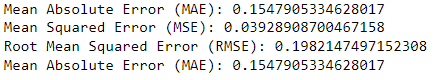 Mean Absolute Error (MAE): 0.1547905334628017
Mean Squared Error (MSE): 0.03928908700467158
Root Mean Squared Error (RMSE): 0.1982147497152308
Mean Absolute Error (MAE): 0.1547905334628017